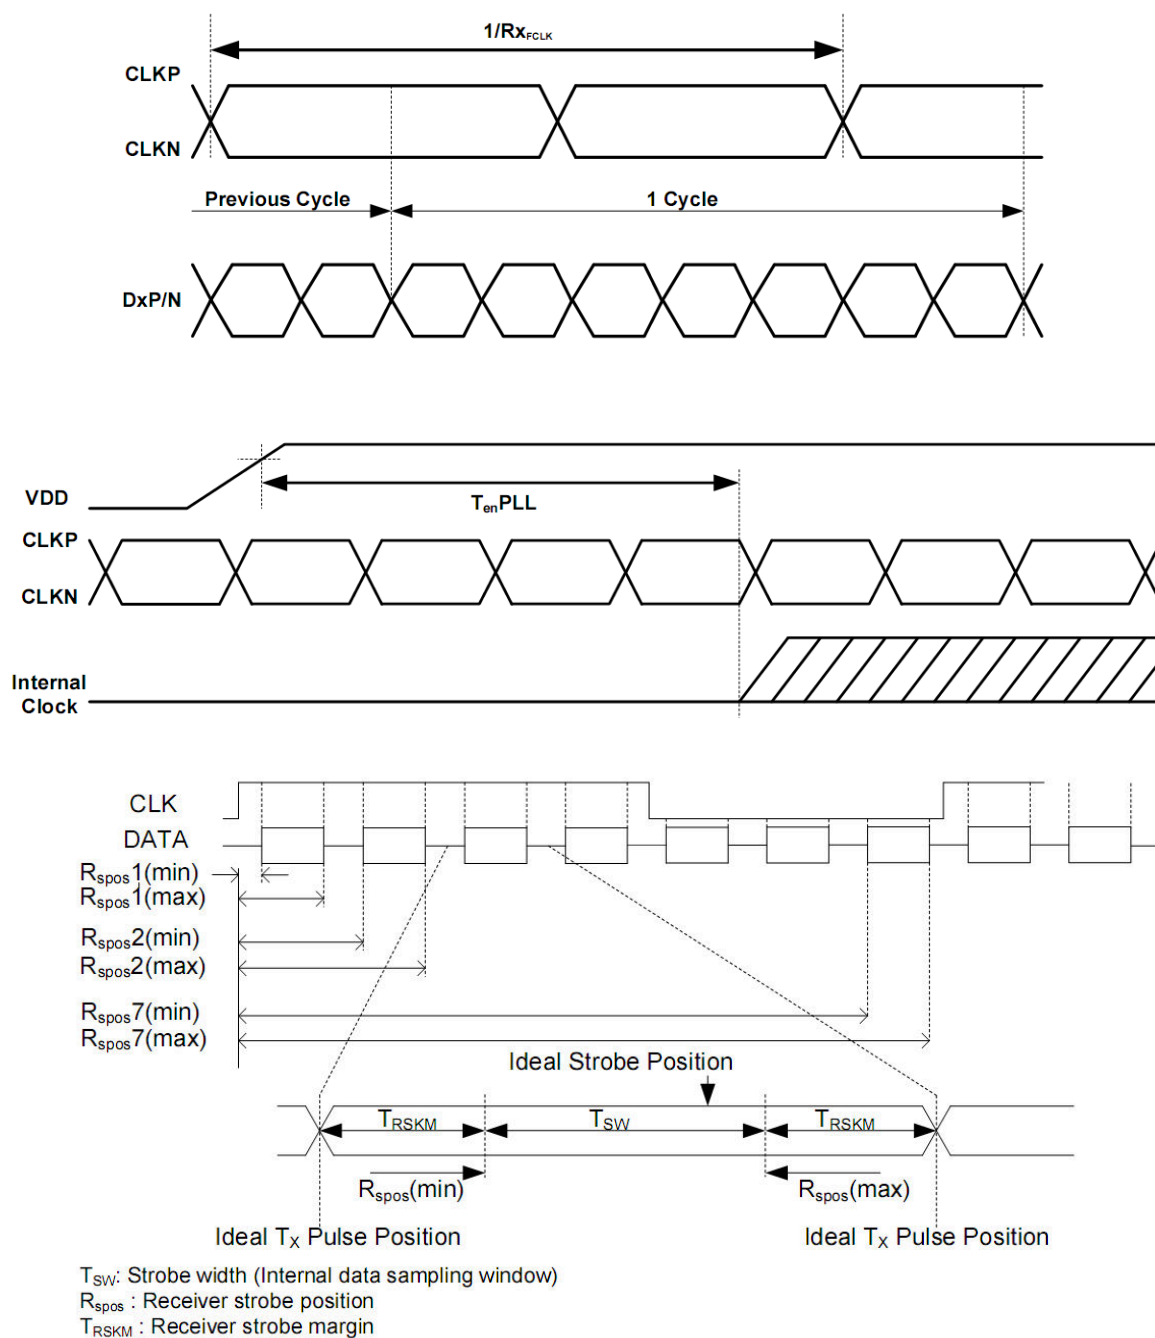 1/Rx FCLK
CLKP
CLKN
Previous Cycle
1 Cycle
DxP/N
VDD
TenPLL
CLKP
CLKN
Internal
Clock
CLK
DATA
Rspos1(min)
Rspos1(max)
Rspos2(min)
Rspos2(max)
Rspos7(min)
Rspos7(max)
Ideal Strobe Position
TRSKM
TSW
TRSKM
Rspos(min)
Rspos(max)
Ideal TX Pulse Position
Ideal TX Pulse Position
TSW: Strobe width (Internal data sampling window)
Rspos : Receiver strobe position
TRSKM : Receiver strobe margin